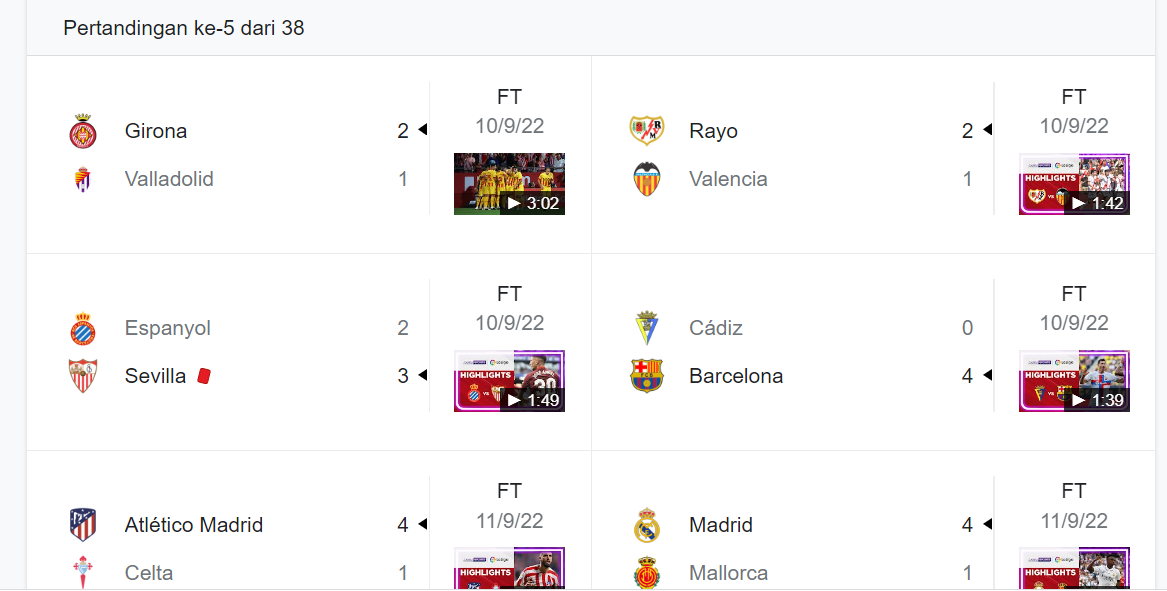 Pertandingan ke-5 dari 38
Girona 2
Valladolid 1
FT
10/9/22
3:02
Rayo 2
Valencia 1
FT
10/9/22
HIGHLIGHTS
1:42
Espanyol 2
Sevilla 3
FT
10/9/22
HIGHLIGHTS
1:49
Cádiz 0
Barcelona 4
FT
10/9/22
HIGHLIGHTS
1:39
Atlético Madrid 4
Celta 1
FT
11/9/22
HIGHLIGHTS
Madrid 4
Mallorca 1
FT
11/9/22
HIGHLIGHTS